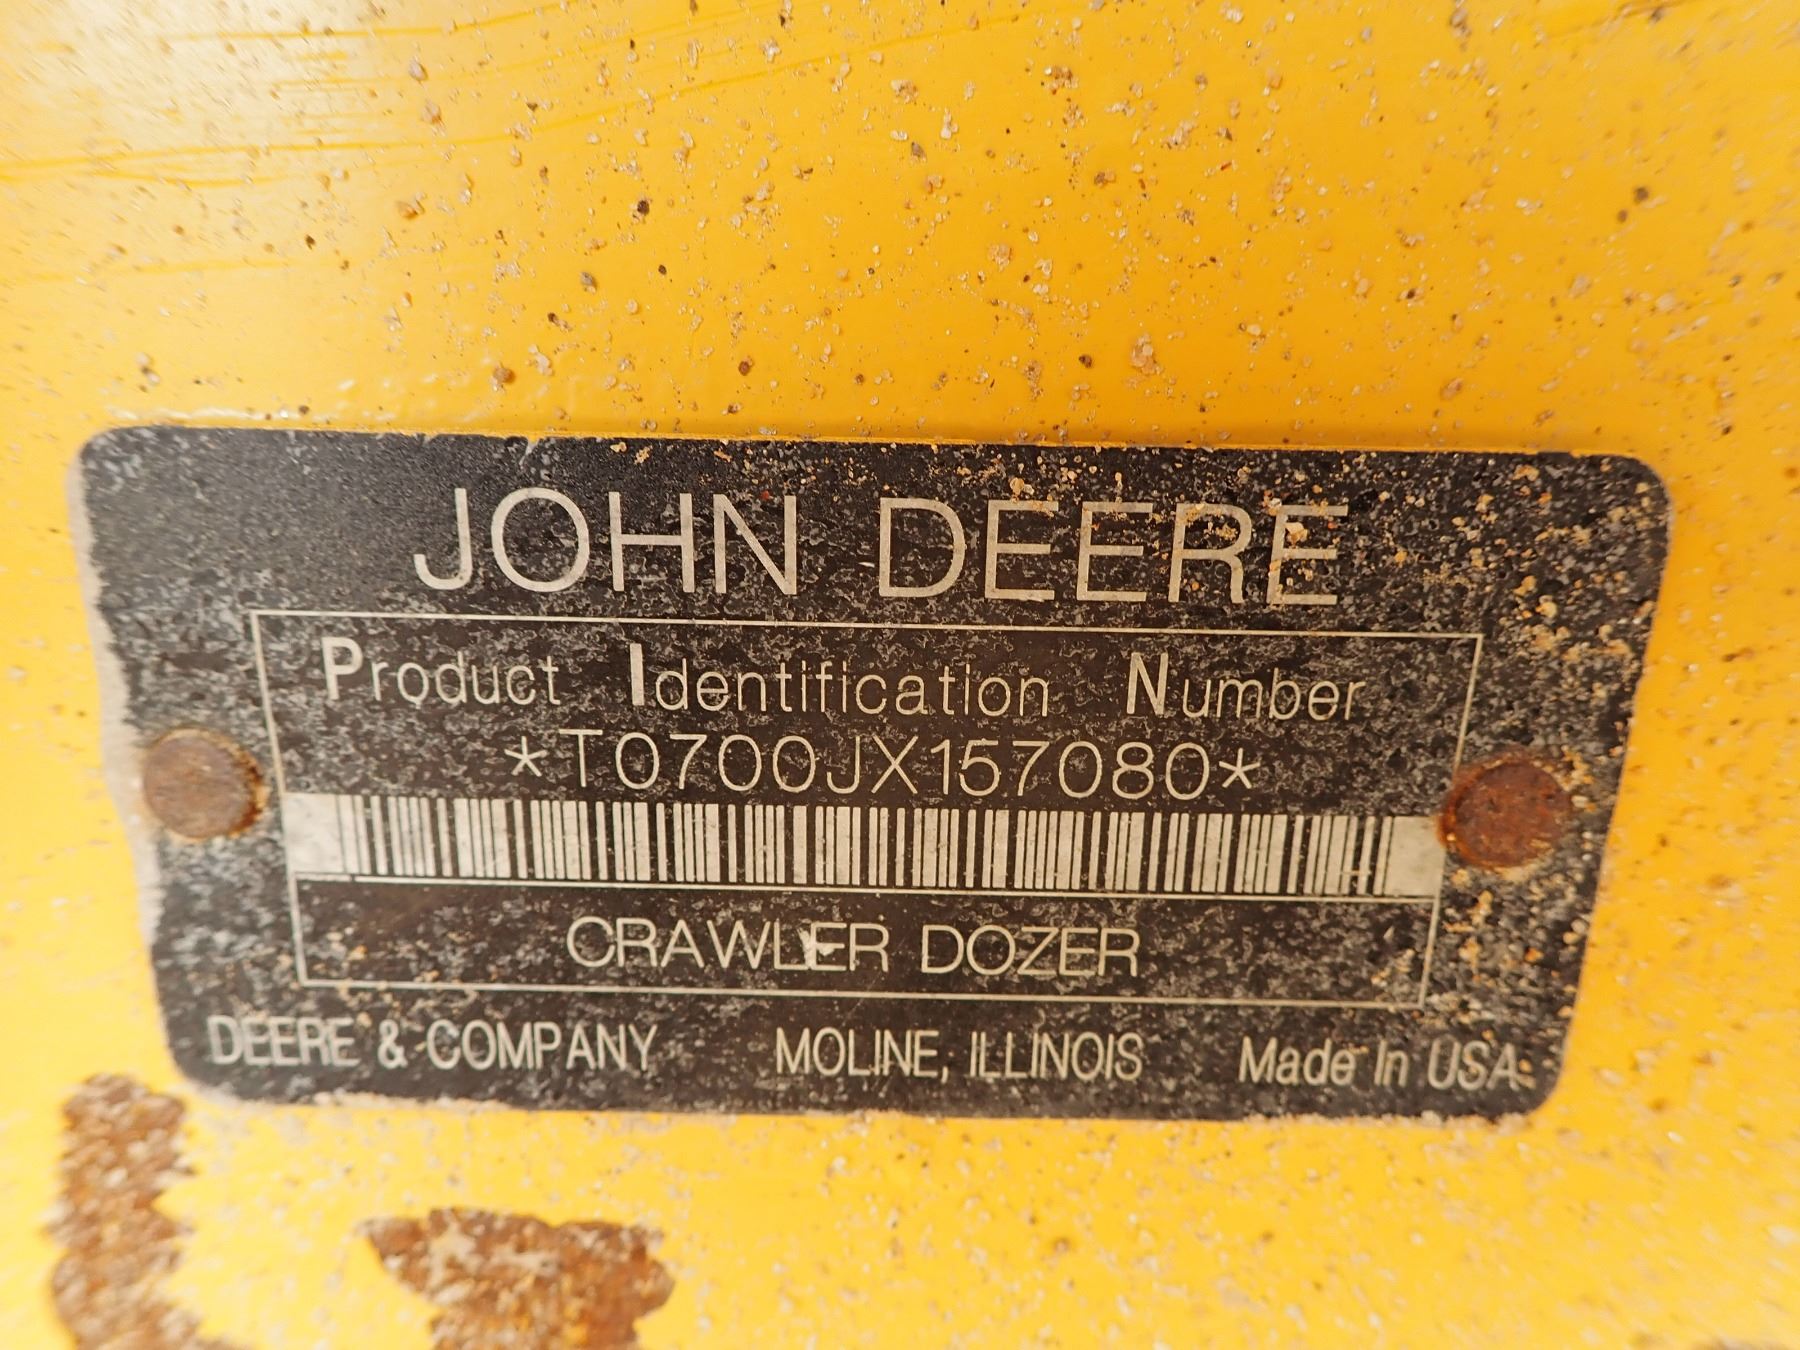 JOHN DEERE
Product Identification Number
*T0700JX157080*
CRAWLER DOZER
DEERE & COMPANY MOLINE, ILLINOIS Made In USA